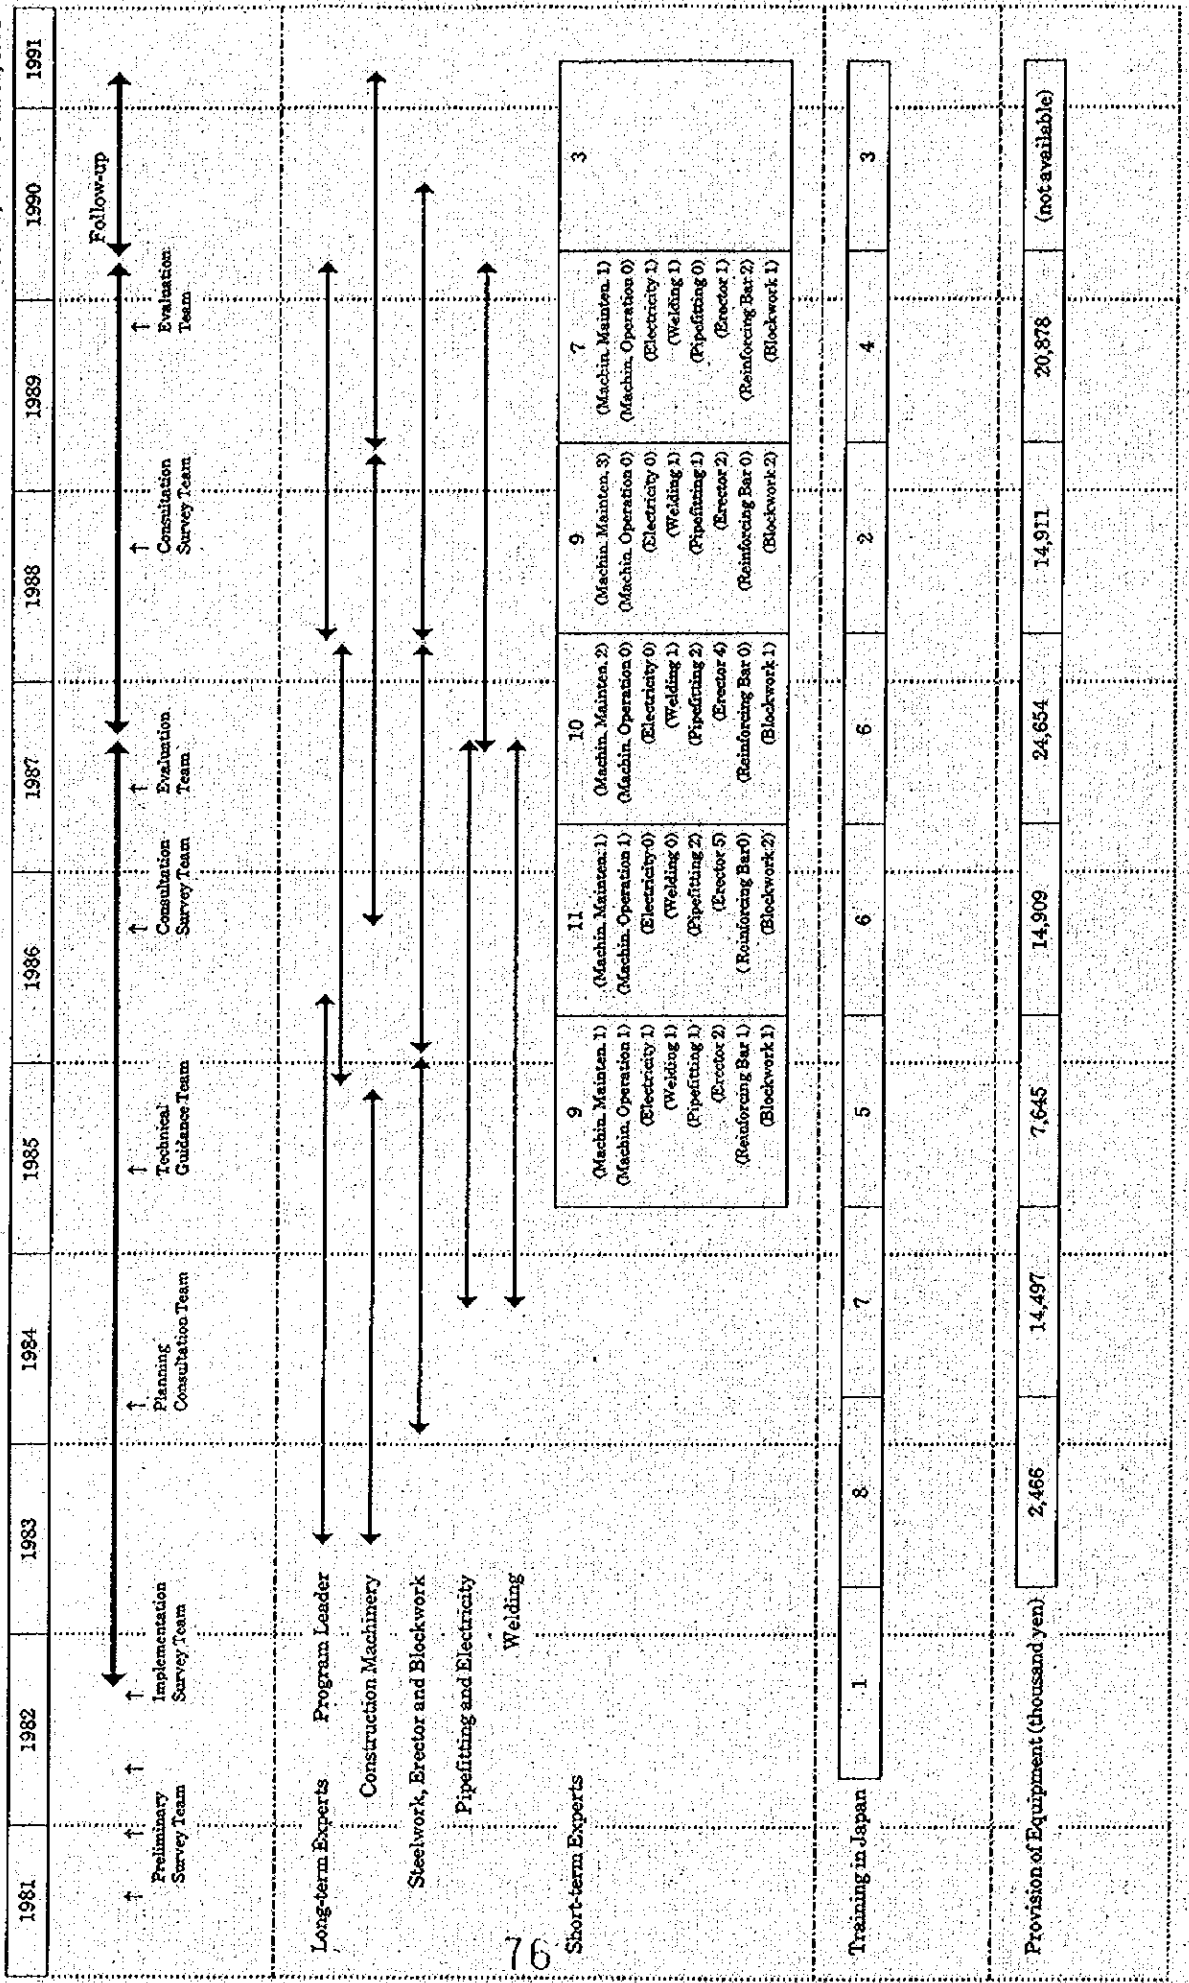 1981 1982 1983 1984 1985 1986 1987 1988 1989 1990 1991
Follow-up
↑ ↑ ↑ ↑ ↑ ↑ ↑ ↑ ↑ ↑
Preliminary
Survey Team
Implementation
Survey Team
Planning
Consultation Team
Technical
Guidance Team
Consultation
Survey Team
Evaluation
Team
Consultation
Survey Team
Evaluation
Team
Long-term Experts Program Leader
Construction Machinery
Steelwork, Erector and Blockwork
Pipefitting and Electricity
Welding
Short-term Experts
9
(Machin. Mainten. 1)
(Machin. Operation 1)
(Electricity 1)
(Welding 1)
(Pipefitting 1)
(Erector 2)
(Reinforcing Bar 1)
(Blockwork 1)
11
(Machin. Mainten. 1)
(Machin. Operation 1)
(Electricity 0)
(Welding 0)
(Pipefitting 2)
(Erector 5)
(Reinforcing Bar 0)
(Blockwork 2)
10
(Machin. Mainten. 2)
(Machin. Operation 0)
(Electricity 0)
(Welding 1)
(Pipefitting 2)
(Erector 4)
(Reinforcing Bar 0)
(Blockwork 1)
9
(Machin. Mainten. 3)
(Machin. Operation 0)
(Electricity 0)
(Welding 1)
(Pipefitting 1)
(Erector 2)
(Reinforcing Bar 0)
(Blockwork 2)
7
(Machin. Mainten. 1)
(Machin. Operation 0)
(Electricity 1)
(Welding 1)
(Pipefitting 0)
(Erector 1)
(Reinforcing Bar 2)
(Blockwork 1)
3
Training in Japan 1 8 7 5 6 6 2 4 3
Provision of Equipment (thousand yen) 2,466 14,497 7,645 14,909 24,654 14,911 20,878 (not available)
76